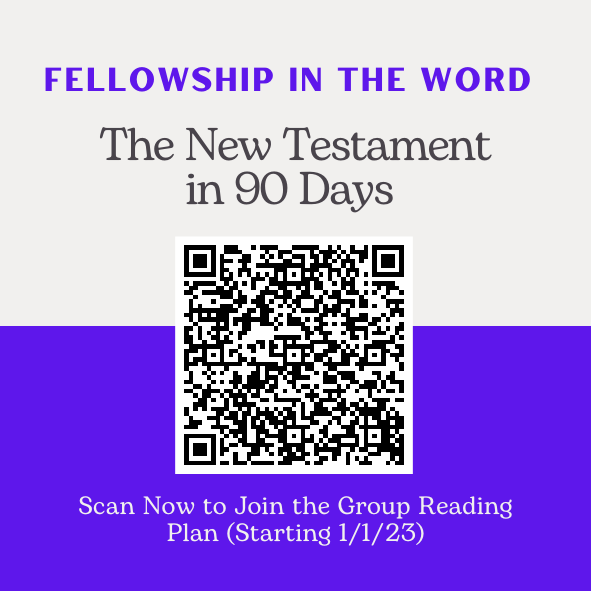 FELLOWSHIP IN THE WORD
The New Testament
in 90 Days
Scan Now to Join the Group Reading
Plan (Starting 1/1/23)